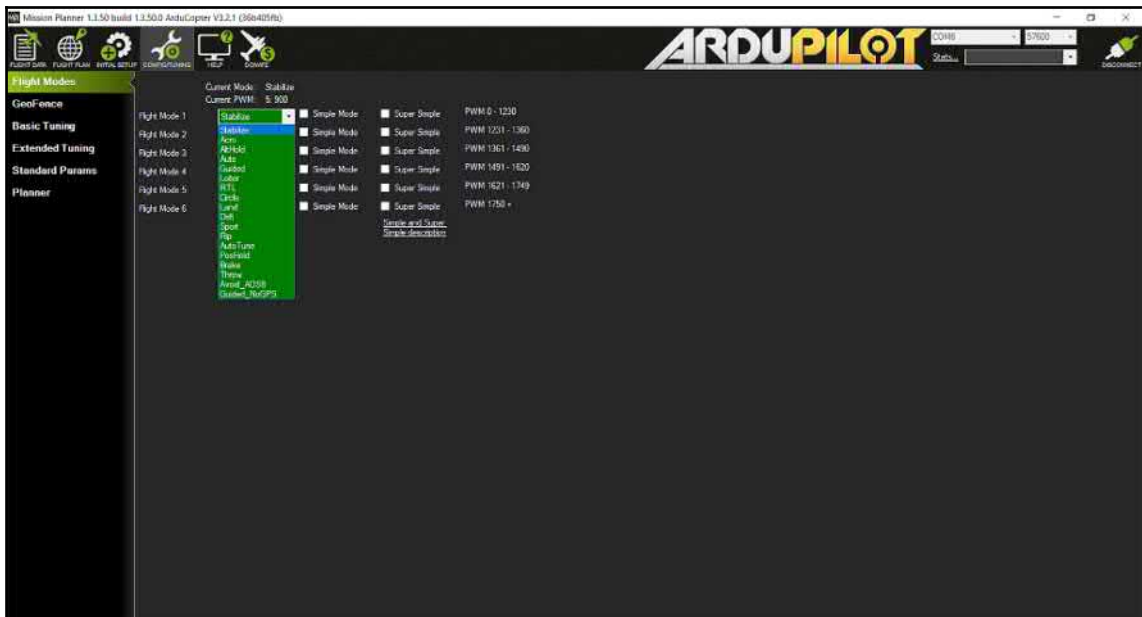 Mission Planner 1.3.50 build 1.3.50.0 ArduCopter V3.2.1 (36b405fb)
FLIGHT DATA FLIGHT PLAN INITIAL SETUP CONFIG/TUNING HELP DONATE
ARDUPILOT
COM6 57600
Stats...
DISCONNECT
Flight Modes
GeoFence
Basic Tuning
Extended Tuning
Standard Params
Planner
Current Mode: Stabilize
Current PWM: 5: 900
Flight Mode 1 Stabilize Simple Mode Super Simple PWM 0 - 1230
Flight Mode 2 Simple Mode Super Simple PWM 1231 - 1360
Flight Mode 3 Simple Mode Super Simple PWM 1361 - 1490
Flight Mode 4 Simple Mode Super Simple PWM 1491 - 1620
Flight Mode 5 Simple Mode Super Simple PWM 1621 - 1749
Flight Mode 6 Simple Mode Super Simple PWM 1750 +
Simple and Super
Simple description
Stabilize
Acro
AltHold
Auto
Guided
Loiter
RTL
Circle
Land
Drift
Sport
Flip
AutoTune
PosHold
Brake
Throw
Avoid_ADSB
Guided_NoGPS